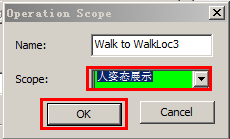 Operation Scope
Name: Walk to WalkLoc3
Scope: 人姿态展示
OK Cancel